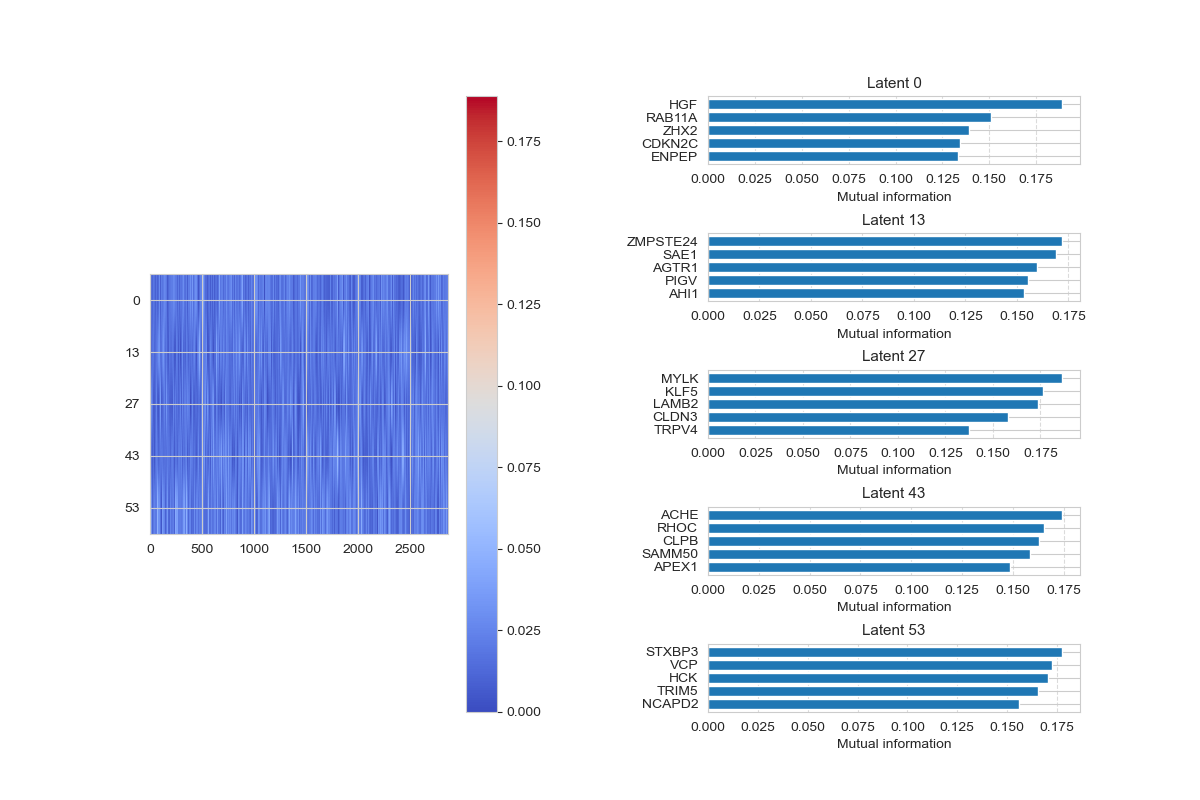 0.175
0.150
0.125
0.100
0.075
0.050
0.025
0.000
0
13
27
43
53
0 500 1000 1500 2000 2500
Latent 0
HGF
RAB11A
ZHX2
CDKN2C
ENPEP
0.000 0.025 0.050 0.075 0.100 0.125 0.150 0.175
Mutual information
Latent 13
ZMPSTE24
SAE1
AGTR1
PIGV
AHI1
0.000 0.025 0.050 0.075 0.100 0.125 0.150 0.175
Mutual information
Latent 27
MYLK
KLF5
LAMB2
CLDN3
TRPV4
0.000 0.025 0.050 0.075 0.100 0.125 0.150 0.175
Mutual information
Latent 43
ACHE
RHOC
CLPB
SAMM50
APEX1
0.000 0.025 0.050 0.075 0.100 0.125 0.150 0.175
Mutual information
Latent 53
STXBP3
VCP
HCK
TRIM5
NCAPD2
0.000 0.025 0.050 0.075 0.100 0.125 0.150 0.175
Mutual information